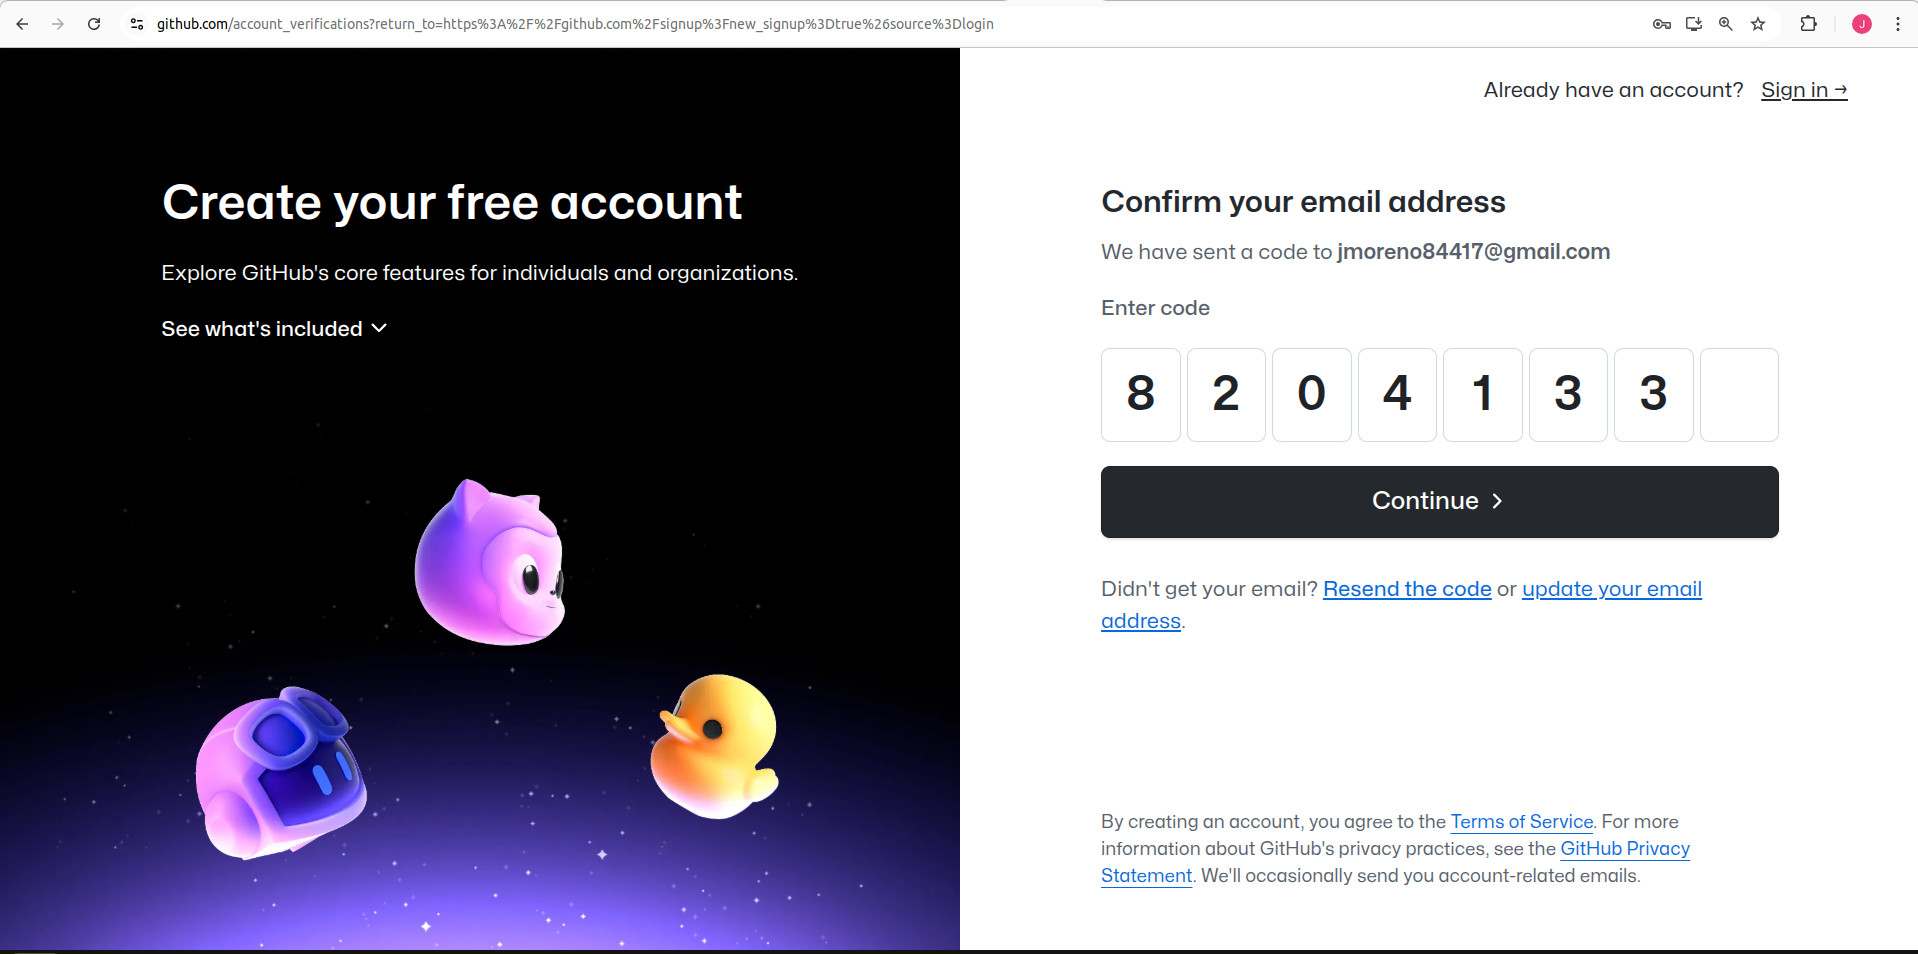 github.com/account_verifications?return_to=https%3A%2F%2Fgithub.com%2Fsignup%3Fnew_signup%3Dtrue%26source%3Dlogin
J
Already have an account? Sign in →
Create your free account
Explore GitHub's core features for individuals and organizations.
See what's included
Confirm your email address
We have sent a code to jmoreno84417@gmail.com
Enter code
8 2 0 4 1 3 3
Continue
Didn't get your email? Resend the code or update your email
address.
By creating an account, you agree to the Terms of Service. For more
information about GitHub's privacy practices, see the GitHub Privacy
Statement. We'll occasionally send you account-related emails.